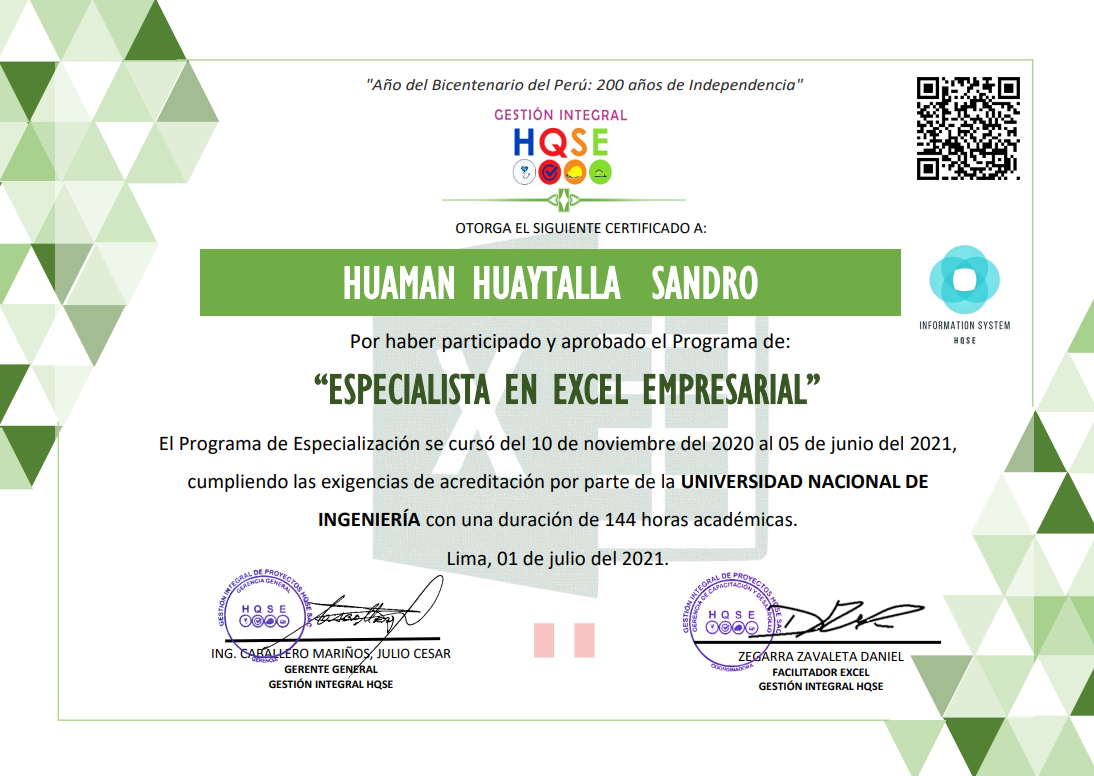 "Año del Bicentenario del Perú: 200 años de Independencia"
GESTIÓN INTEGRAL
HQSE
OTORGA EL SIGUIENTE CERTIFICADO A:
HUAMAN HUAYTALLA SANDRO
INFORMATION SYSTEM
HQSE
Por haber participado y aprobado el Programa de:
“ESPECIALISTA EN EXCEL EMPRESARIAL”
El Programa de Especialización se cursó del 10 de noviembre del 2020 al 05 de junio del 2021,
cumpliendo las exigencias de acreditación por parte de la UNIVERSIDAD NACIONAL DE
INGENIERÍA con una duración de 144 horas académicas.
Lima, 01 de julio del 2021.
GESTIÓN INTEGRAL DE PROYECTOS HQSE SAC
GERENCIA GENERAL
HQSE
GERENCIA
ING. CABALLERO MARIÑOS, JULIO CESAR
GERENTE GENERAL
GESTIÓN INTEGRAL HQSE
GESTIÓN INTEGRAL DE PROYECTOS HQSE SAC
GERENCIA DE CAPACITACIÓN Y DESARROLLO
HQSE
COORDINADORA
ZEGARRA ZAVALETA DANIEL
FACILITADOR EXCEL
GESTIÓN INTEGRAL HQSE